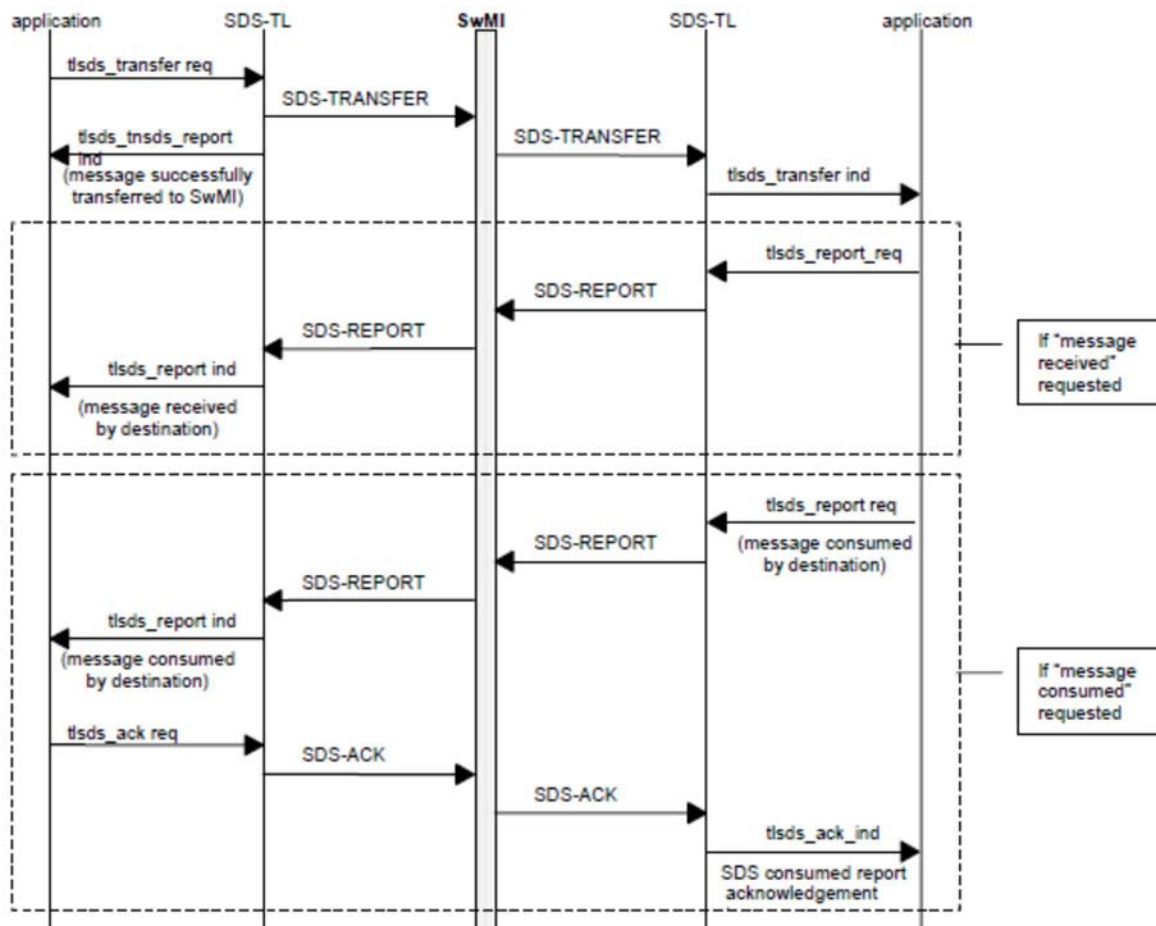 application SDS-TL SwMI SDS-TL application
tlsds_transfer req
SDS-TRANSFER
tlsds_tnsds_report
ind
SDS-TRANSFER
(message successfully
transferred to SwMI)
tlsds_transfer ind
tlsds_report_req
SDS-REPORT
SDS-REPORT
tlsds_report ind
(message received
by destination)
If "message
received"
requested
tlsds_report req
SDS-REPORT
(message consumed
by destination)
SDS-REPORT
tlsds_report ind
(message consumed
by destination)
If "message
consumed"
requested
tlsds_ack req
SDS-ACK
SDS-ACK
tlsds_ack_ind
SDS consumed report
acknowledgement